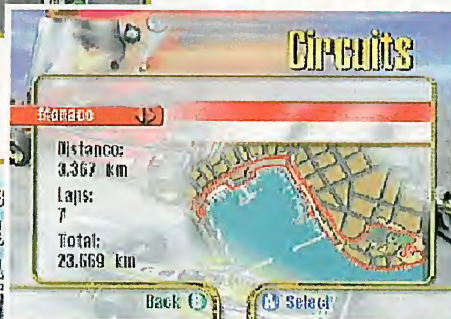 Circuits
Monaco
Distance:
3.367 km
Laps:
7
Total:
23.569 km
Back B A Select